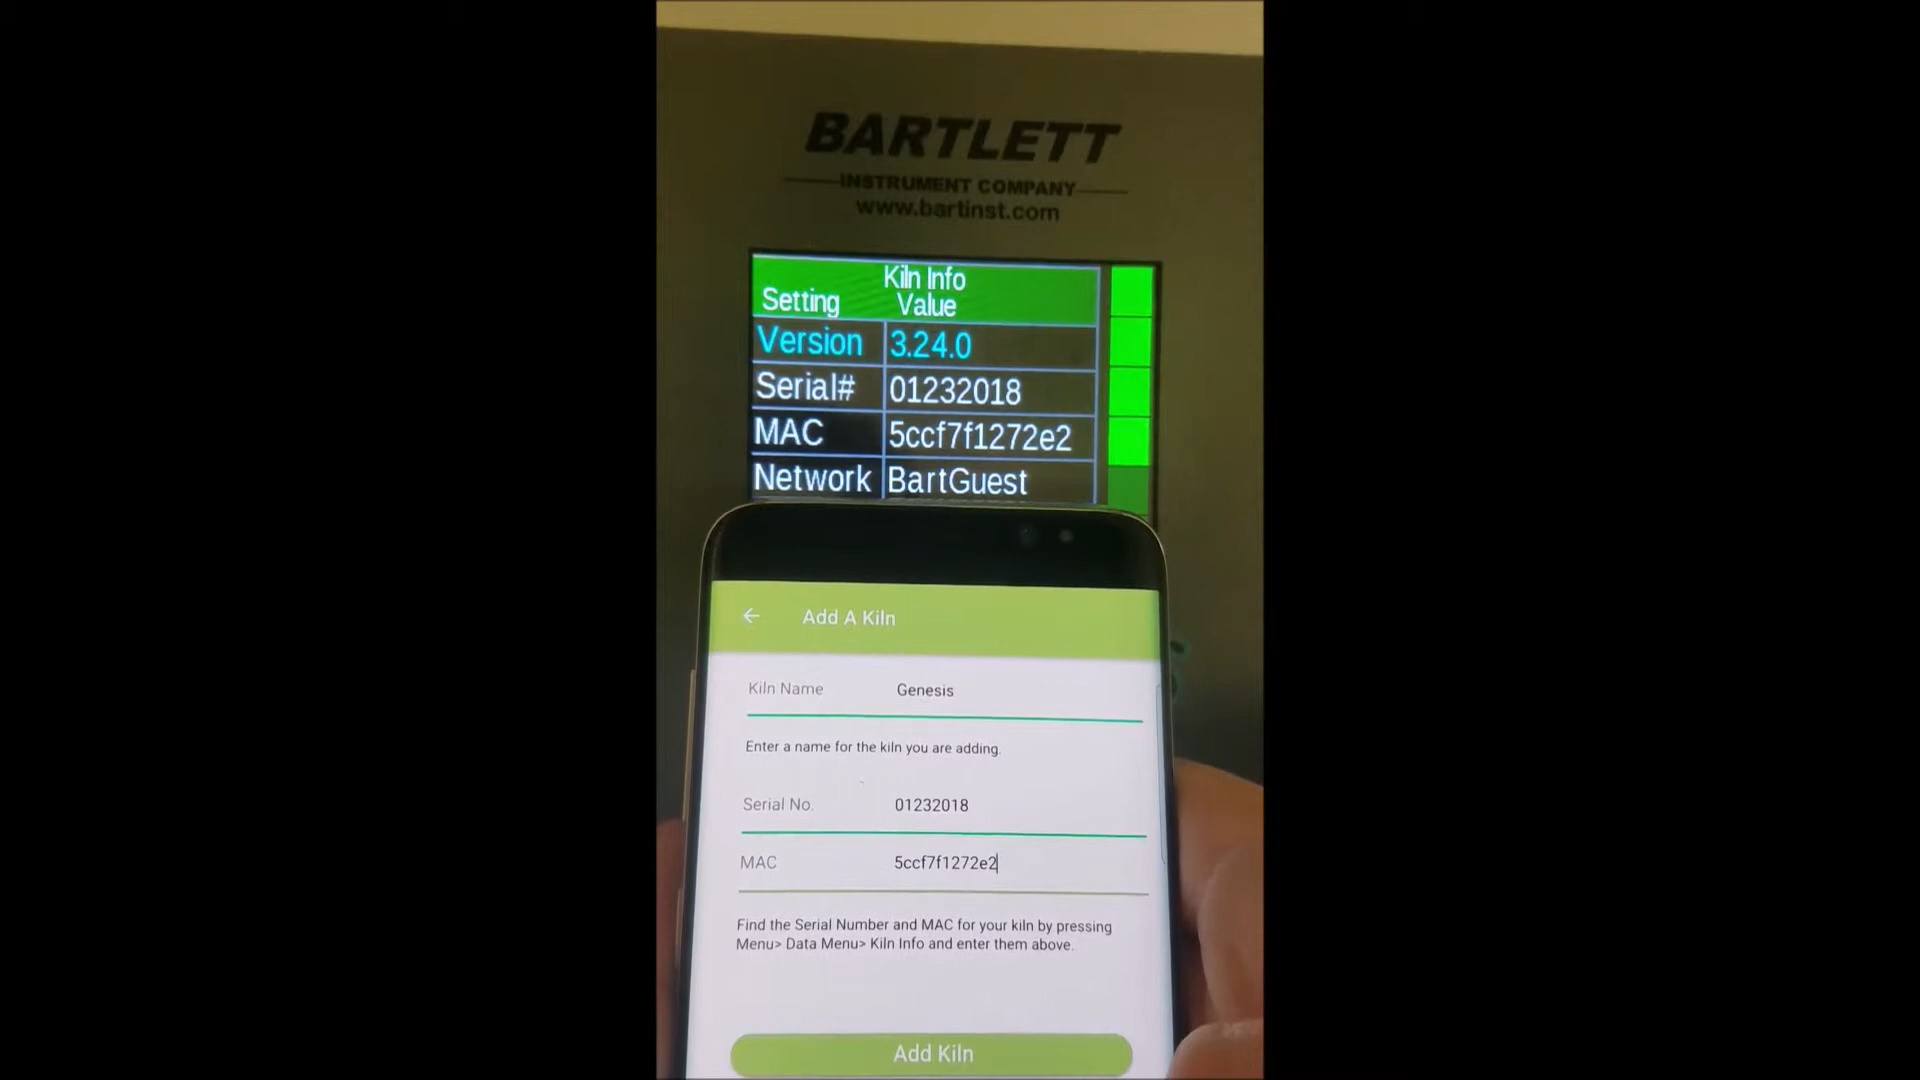 BARTLETT
INSTRUMENT COMPANY
www.bartinst.com
Kiln Info
Setting Value
Version 3.24.0
Serial# 01232018
MAC 5ccf7f1272e2
Network BartGuest
Add A Kiln
Kiln Name Genesis
Enter a name for the kiln you are adding.
Serial No. 01232018
MAC 5ccf7f1272e2
Find the Serial Number and MAC for your kiln by pressing
Menu> Data Menu> Kiln Info and enter them above.
Add Kiln